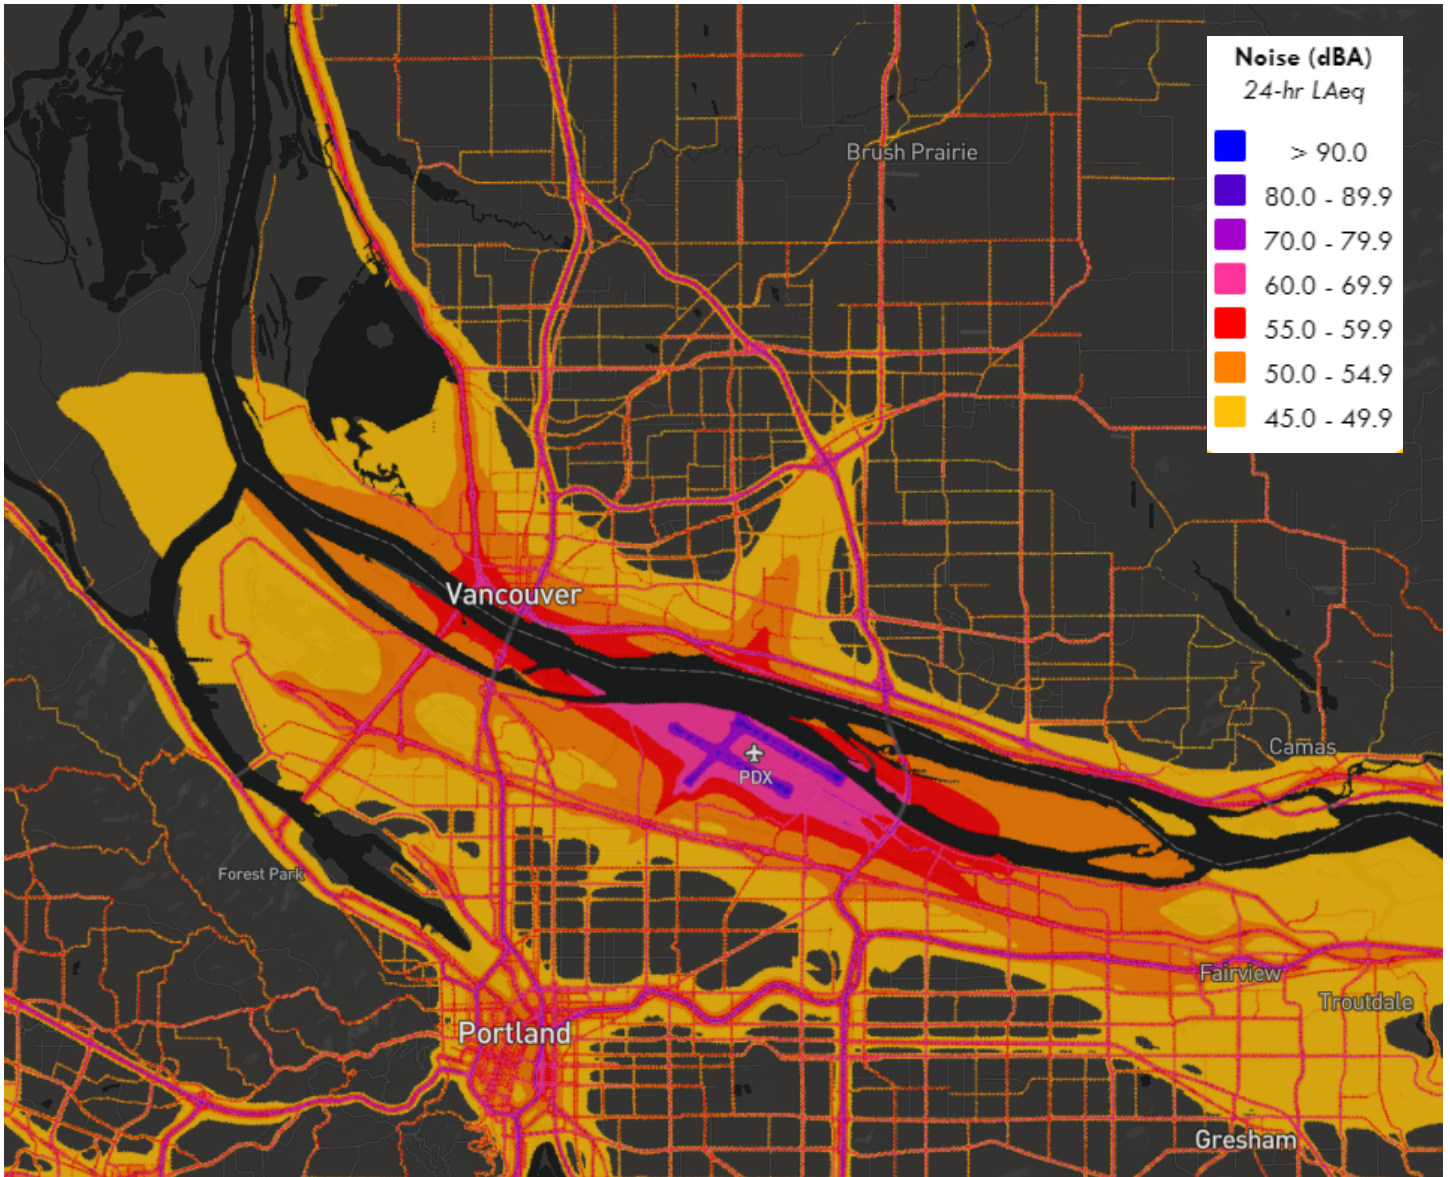 Noise (dBA)
24-hr LAeq
> 90.0
80.0 - 89.9
70.0 - 79.9
60.0 - 69.9
55.0 - 59.9
50.0 - 54.9
45.0 - 49.9
Brush Prairie
Vancouver
Camas
PDX
Forest Park
Fairview
Troutdale
Portland
Gresham